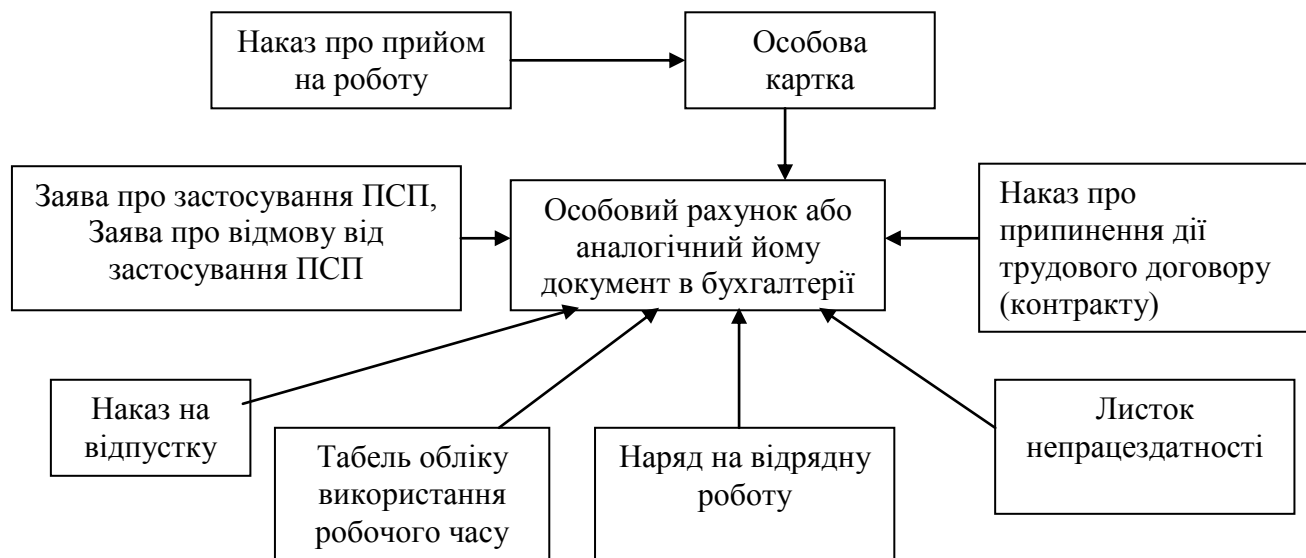 Наказ про прийом
на роботу
Особова
картка
Заява про застосування ПСП,
Заява про відмову від
застосування ПСП
Особовий рахунок або
аналогічний йому
документ в бухгалтерії
Наказ про
припинення дії
трудового договору
(контракту)
Наказ на
відпустку
Табель обліку
використання
робочого часу
Наряд на відрядну
роботу
Листок
непрацездатності